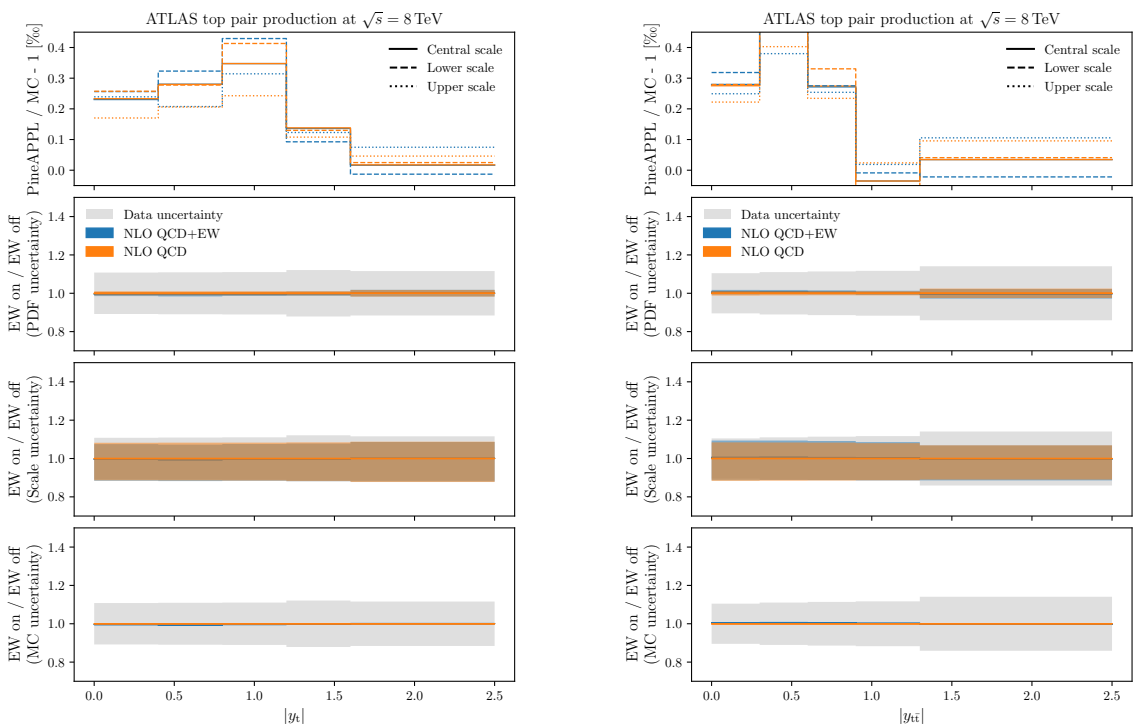 ATLAS top pair production at √s = 8 TeV
PineAPPL / MC - 1 [‰]
0.4
0.3
0.2
0.1
0.0
Central scale
Lower scale
Upper scale
EW on / EW off
(PDF uncertainty)
1.4
1.2
1.0
0.8
Data uncertainty
NLO QCD+EW
NLO QCD
EW on / EW off
(Scale uncertainty)
1.4
1.2
1.0
0.8
EW on / EW off
(MC uncertainty)
1.4
1.2
1.0
0.8
0.0 0.5 1.0 1.5 2.0 2.5
|y_t|
ATLAS top pair production at √s = 8 TeV
PineAPPL / MC - 1 [‰]
0.4
0.3
0.2
0.1
0.0
Central scale
Lower scale
Upper scale
EW on / EW off
(PDF uncertainty)
1.4
1.2
1.0
0.8
Data uncertainty
NLO QCD+EW
NLO QCD
EW on / EW off
(Scale uncertainty)
1.4
1.2
1.0
0.8
EW on / EW off
(MC uncertainty)
1.4
1.2
1.0
0.8
0.0 0.5 1.0 1.5 2.0 2.5
|y_tt̄|